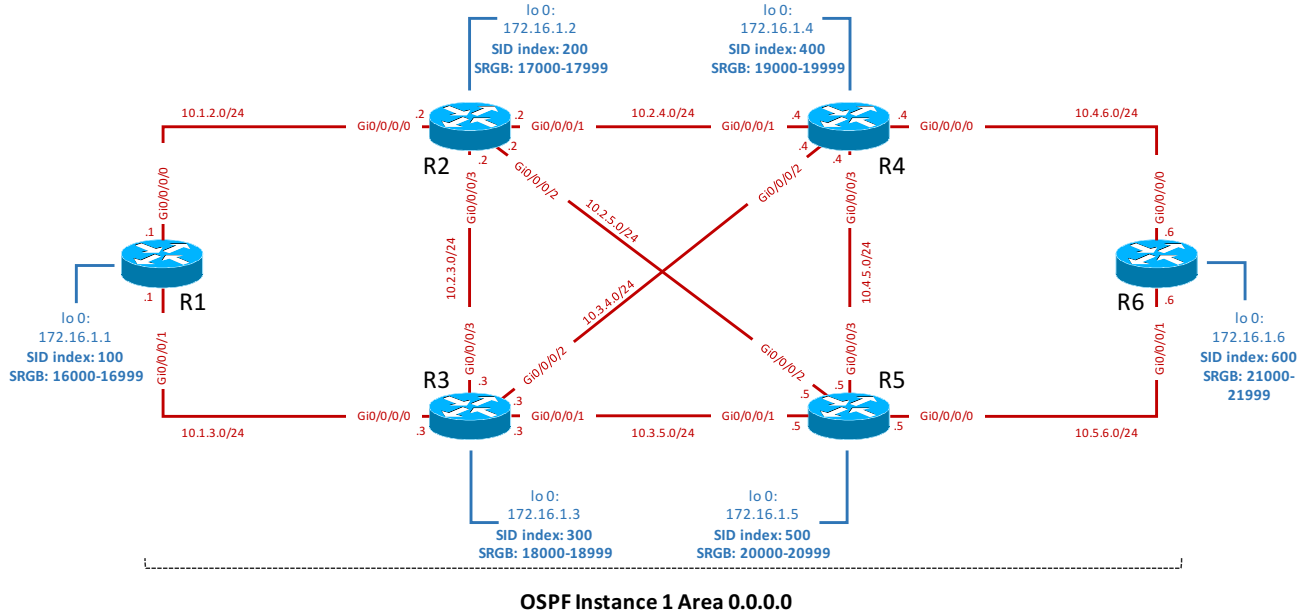 lo 0:
172.16.1.2
SID index: 200
SRGB: 17000-17999
lo 0:
172.16.1.4
SID index: 400
SRGB: 19000-19999
10.1.2.0/24
Gi0/0/0/0
.2
.2
Gi0/0/0/1
10.2.4.0/24
Gi0/0/0/1
.4
.4
Gi0/0/0/0
10.4.6.0/24
R2
.2
.2
R4
.4
.4
Gi0/0/0/3
Gi0/0/0/2
Gi0/0/0/2
Gi0/0/0/3
Gi0/0/0/0
Gi0/0/0/0
.1
.6
10.2.3.0/24
10.2.5.0/24
10.3.4.0/24
10.4.5.0/24
R1
.1
R6
.6
lo 0:
172.16.1.1
SID index: 100
SRGB: 16000-16999
lo 0:
172.16.1.6
SID index: 600
SRGB: 21000-
21999
Gi0/0/0/1
Gi0/0/0/3
Gi0/0/0/2
Gi0/0/0/2
Gi0/0/0/3
Gi0/0/0/1
R3
.3
.3
R5
.5
.5
10.1.3.0/24
Gi0/0/0/0
.3
.3
Gi0/0/0/1
10.3.5.0/24
Gi0/0/0/1
.5
.5
Gi0/0/0/0
10.5.6.0/24
lo 0:
172.16.1.3
SID index: 300
SRGB: 18000-18999
lo 0:
172.16.1.5
SID index: 500
SRGB: 20000-20999
OSPF Instance 1 Area 0.0.0.0